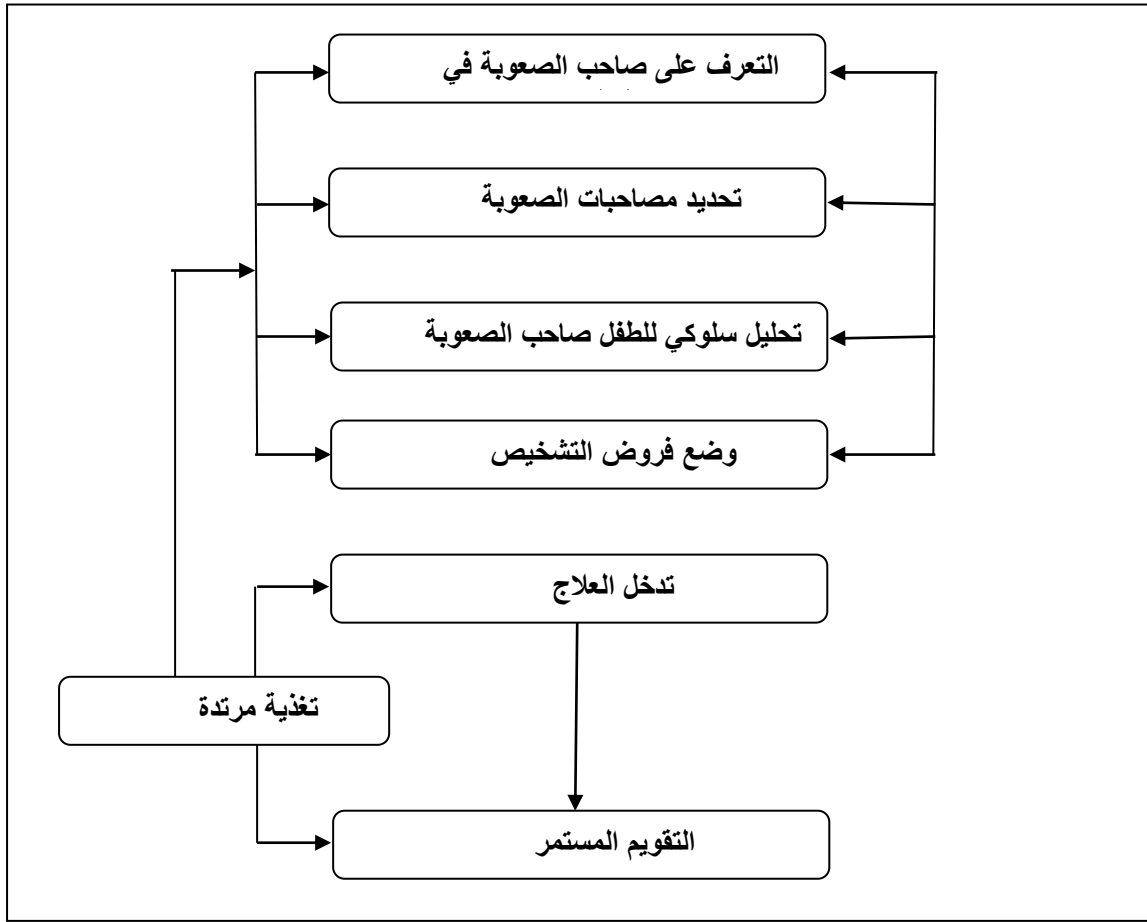 التعرف على صاحب الصعوبة في
تحديد مصاحبات الصعوبة
تحليل سلوكي للطفل صاحب الصعوبة
وضع فروض التشخيص
تدخل العلاج
تغذية مرتدة
التقويم المستمر